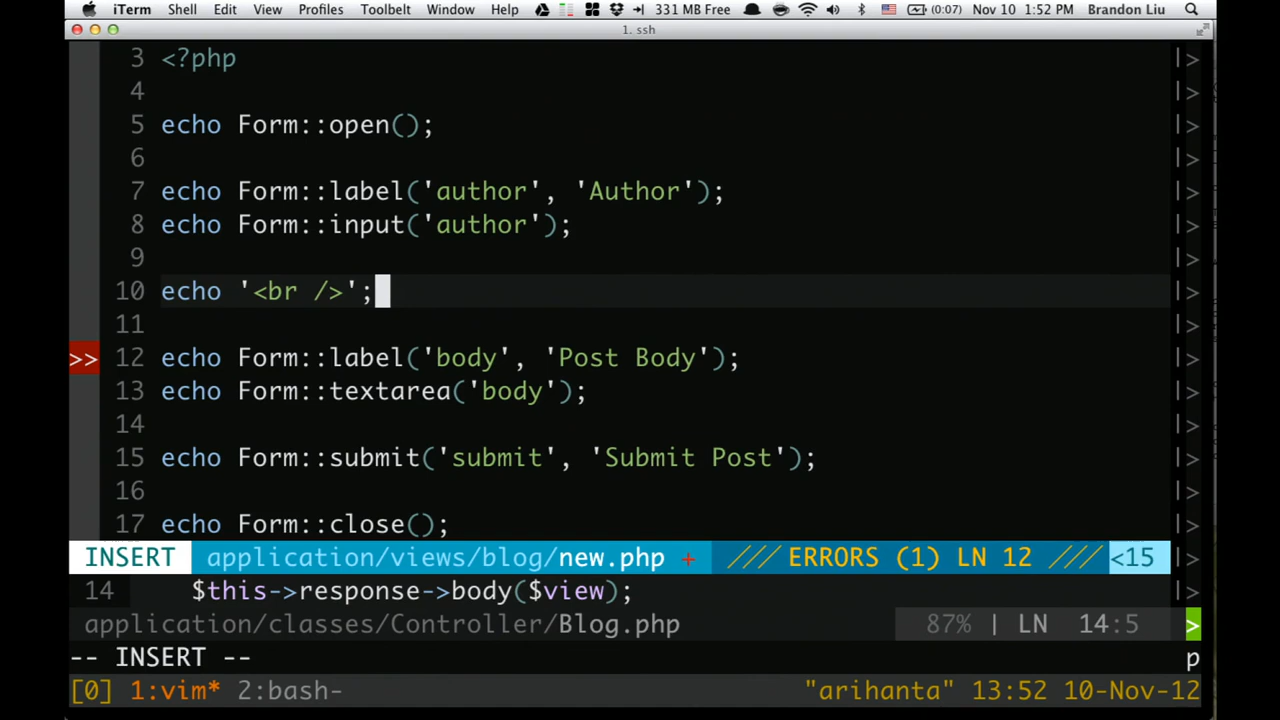 iTerm Shell Edit View Profiles Toolbelt Window Help 331 MB Free (0:07) Nov 10 1:52 PM Brandon Liu
1. ssh
3 <?php |>
4 |>
5 echo Form::open(); |>
6 |>
7 echo Form::label('author', 'Author'); |>
8 echo Form::input('author'); |>
9 |>
10 echo '<br />'; |>
11 |>
>> 12 echo Form::label('body', 'Post Body'); |>
13 echo Form::textarea('body'); |>
14 |>
15 echo Form::submit('submit', 'Submit Post'); |>
16 |>
17 echo Form::close(); |>
INSERT application/views/blog/new.php + /// ERRORS (1) LN 12 /// <15 |>
14 $this->response->body($view); |>
application/classes/Controller/Blog.php 87% | LN 14:5 >
-- INSERT -- p
[0] 1:vim* 2:bash- "arihanta" 13:52 10-Nov-12